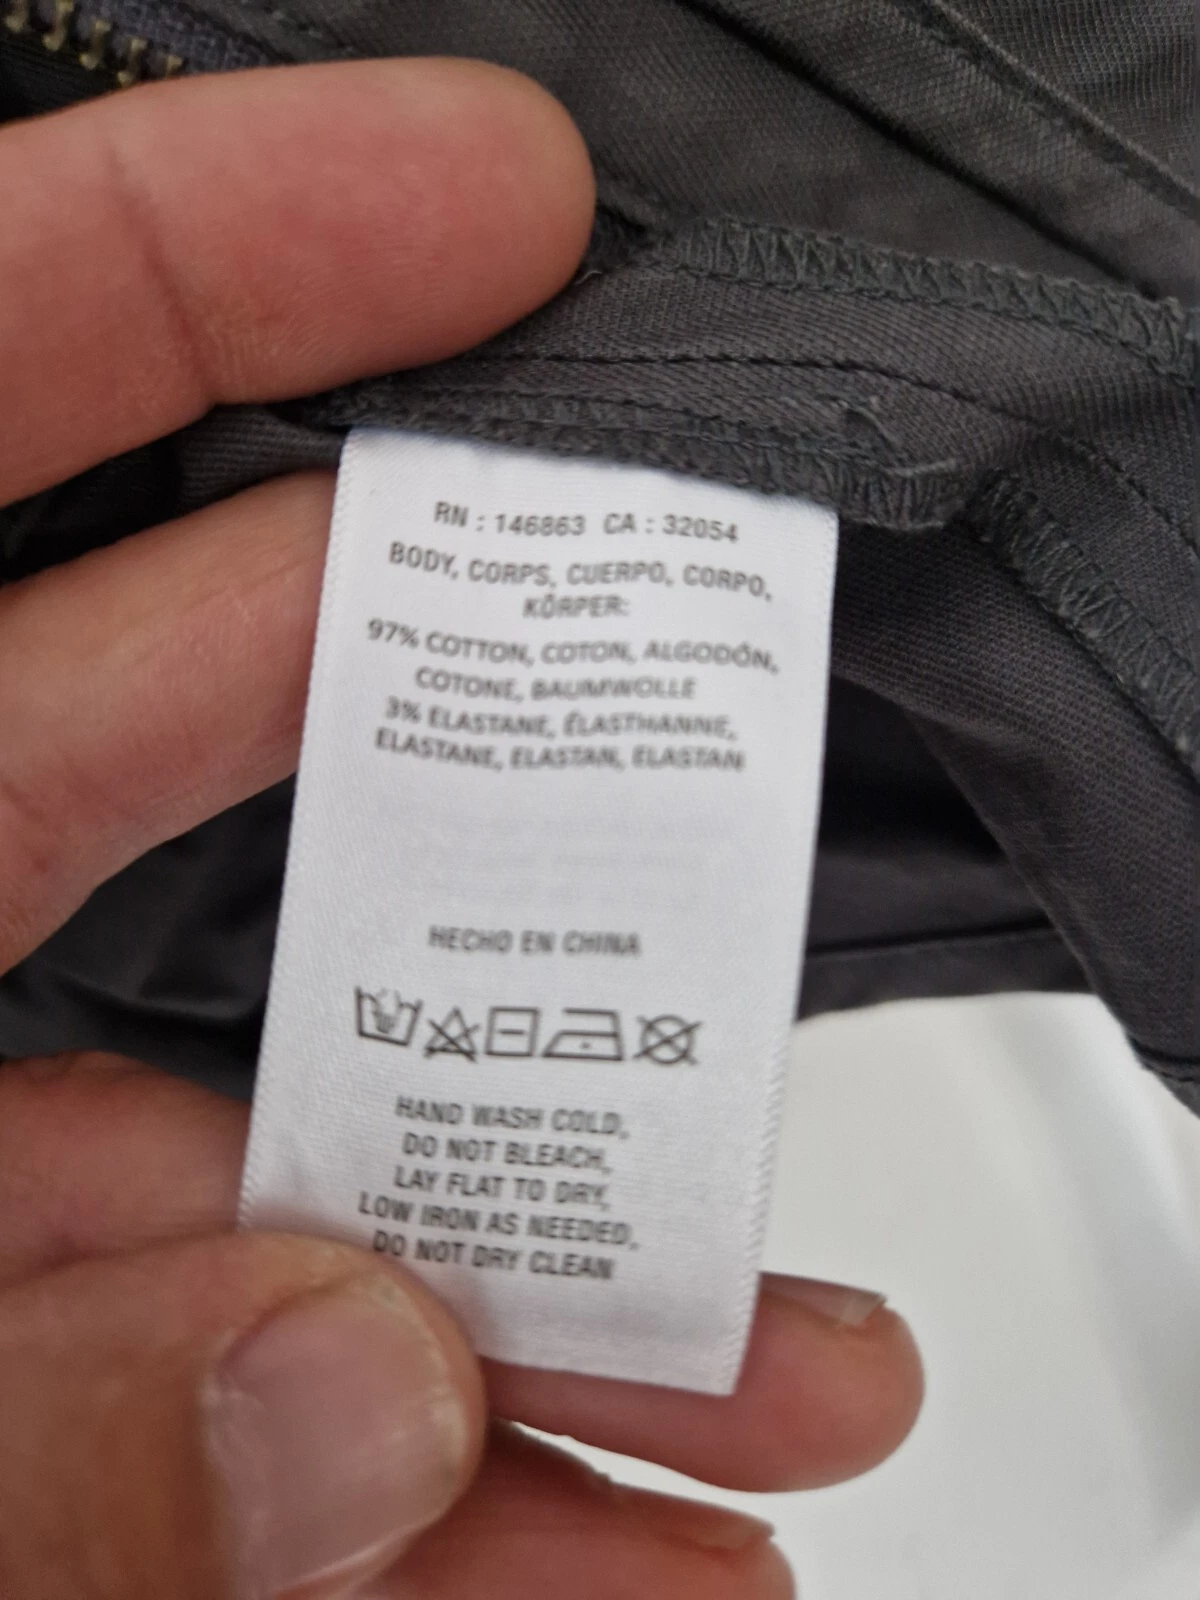 RN : 146863 CA : 32054
BODY, CORPS, CUERPO, CORPO,
KÖRPER:
97% COTTON, COTON, ALGODÓN,
COTONE, BAUMWOLLE
3% ELASTANE, ÉLASTHANNE,
ELASTANE, ELASTAN, ELASTAN
HECHO EN CHINA
HAND WASH COLD,
DO NOT BLEACH,
LAY FLAT TO DRY,
LOW IRON AS NEEDED,
DO NOT DRY CLEAN